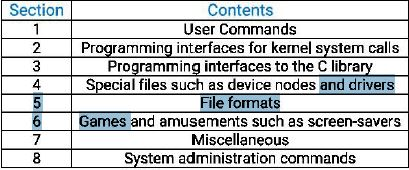 Section Contents
1 User Commands
2 Programming interfaces for kernel system calls
3 Programming interfaces to the C library
4 Special files such as device nodes and drivers
5 File formats
6 Games and amusements such as screen-savers
7 Miscellaneous
8 System administration commands